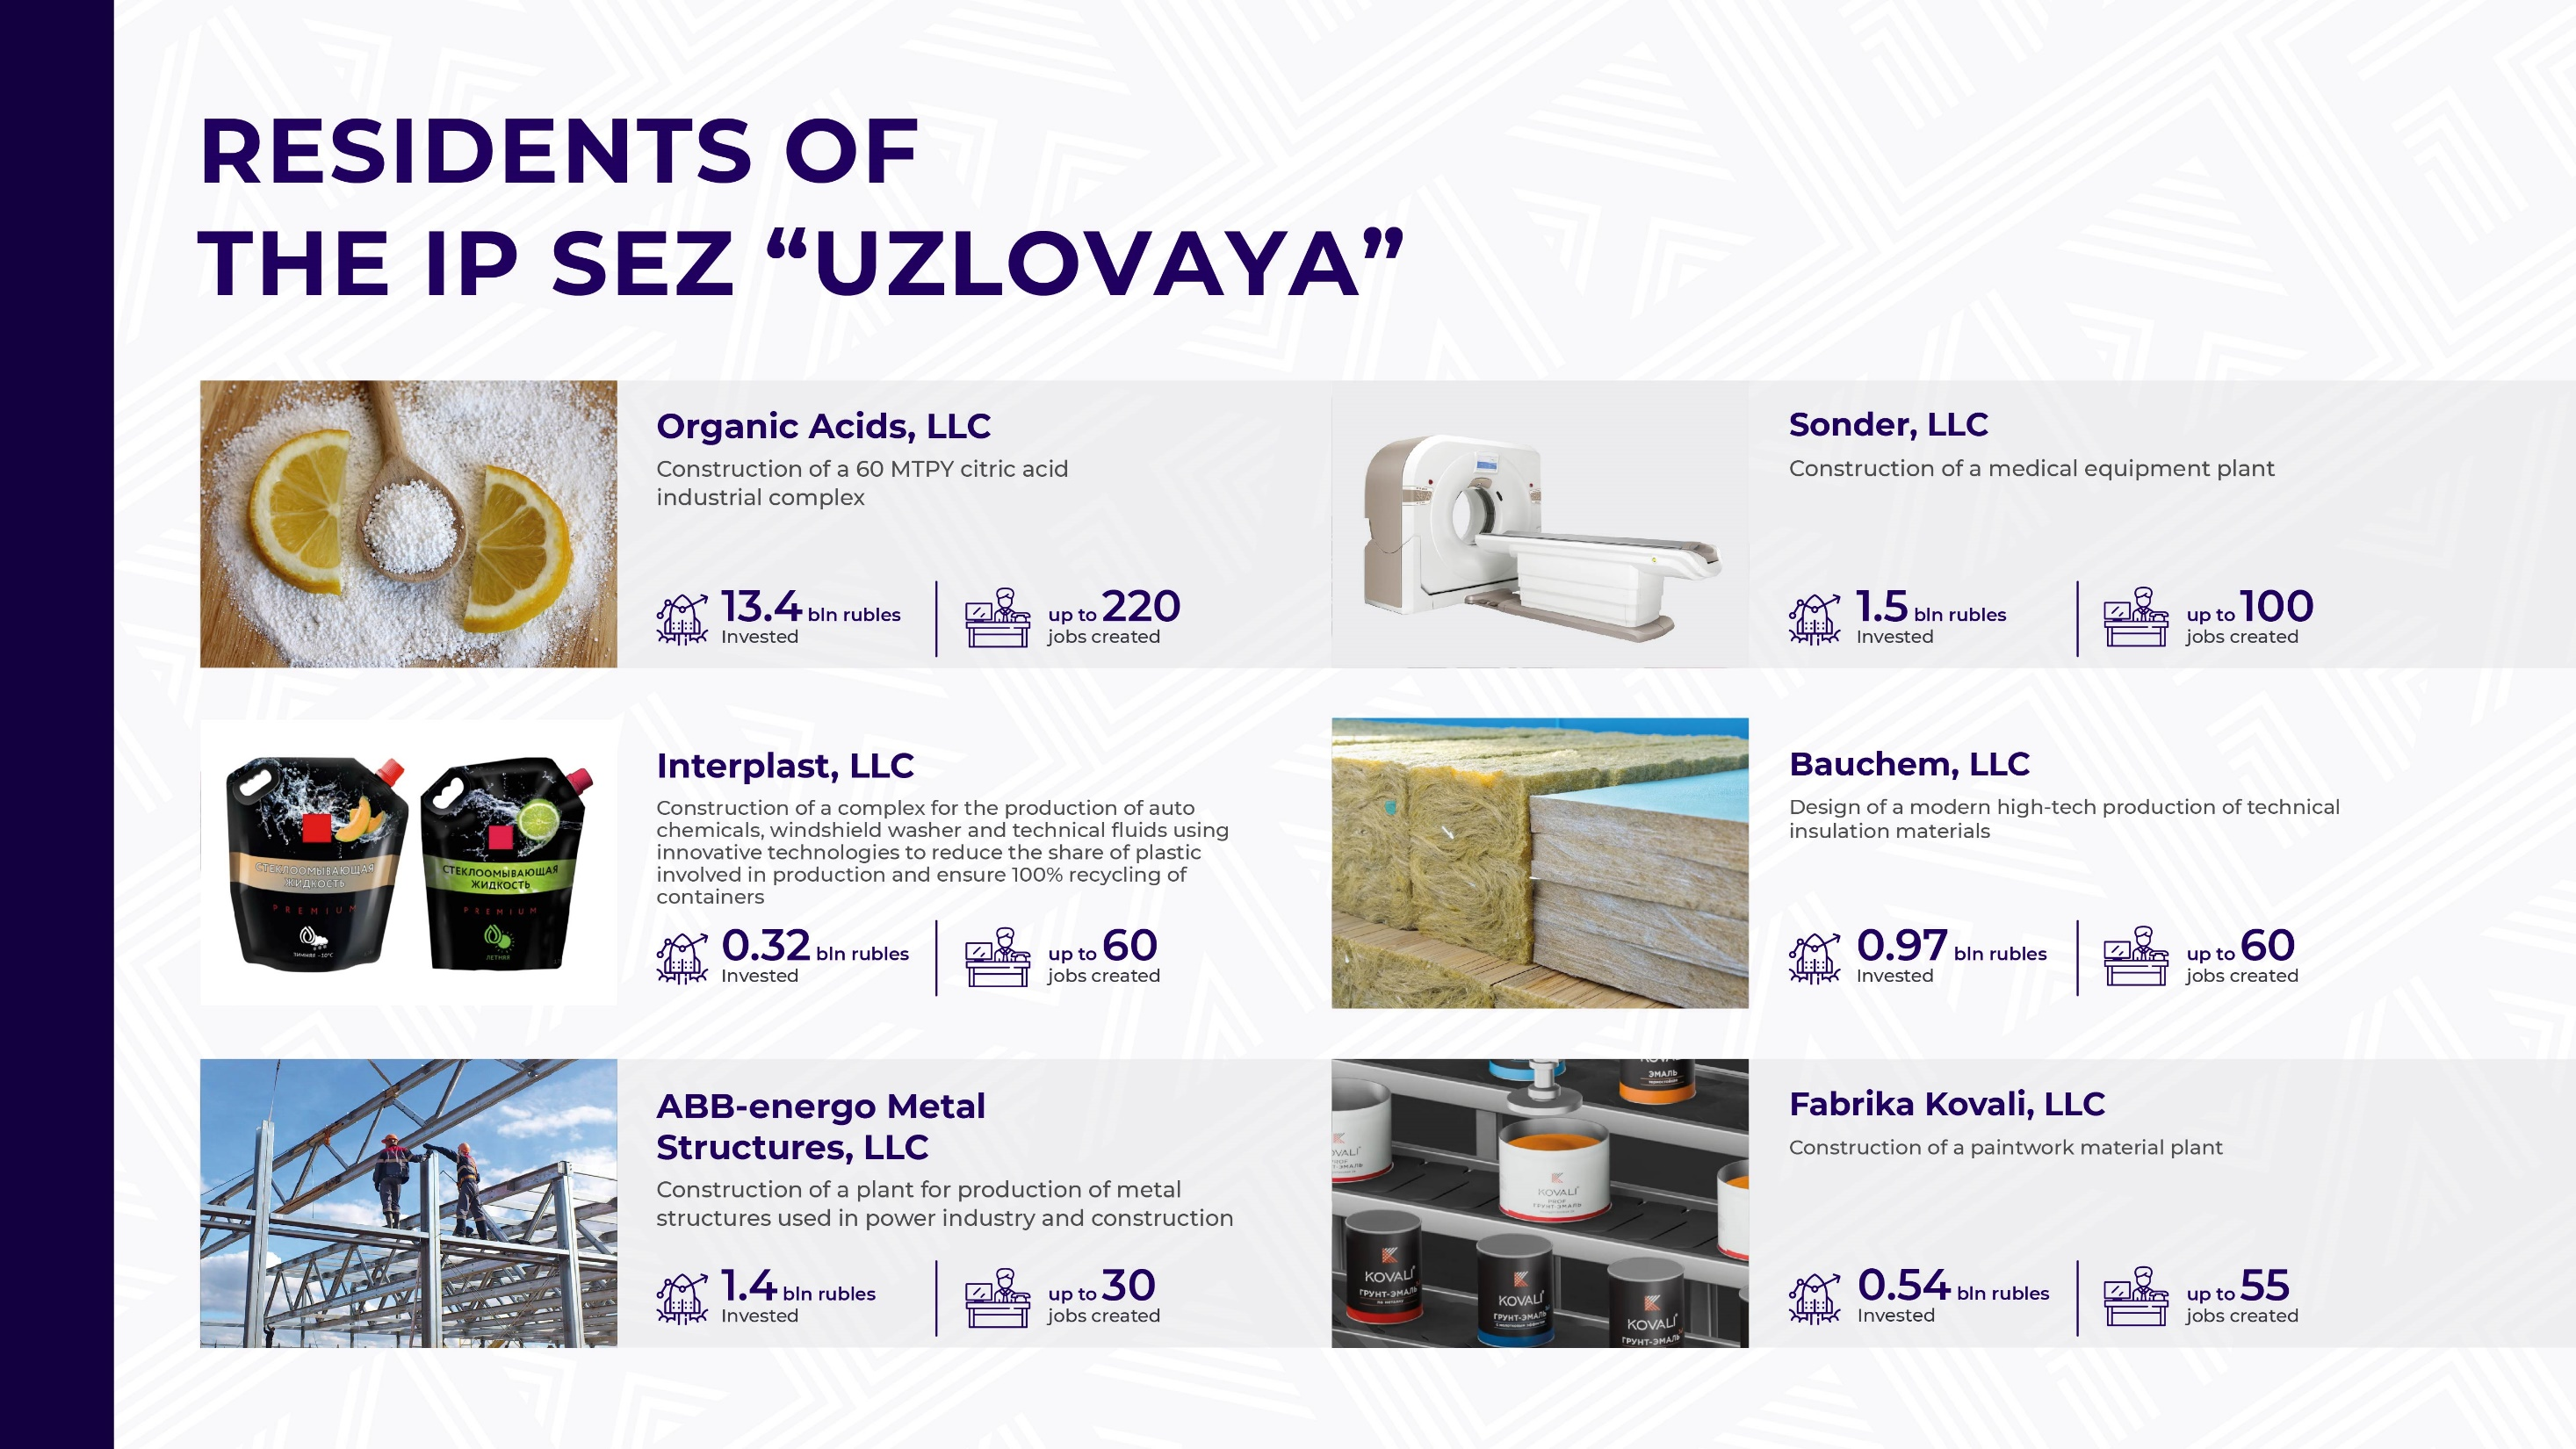 RESIDENTS OF
THE IP SEZ “UZLOVAYA”
Organic Acids, LLC
Construction of a 60 MTPY citric acid
industrial complex
13.4 bln rubles
Invested
up to 220
jobs created
Sonder, LLC
Construction of a medical equipment plant
1.5 bln rubles
Invested
up to 100
jobs created
СТЕКЛООМЫВАЮЩАЯ
ЖИДКОСТЬ
PREMIUM
ЗИМНЯЯ -30°C
СТЕКЛООМЫВАЮЩАЯ
ЖИДКОСТЬ
PREMIUM
ЛЕТНЯЯ
Interplast, LLC
Construction of a complex for the production of auto
chemicals, windshield washer and technical fluids using
innovative technologies to reduce the share of plastic
involved in production and ensure 100% recycling of
containers
0.32 bln rubles
Invested
up to 60
jobs created
Bauchem, LLC
Design of a modern high-tech production of technical
insulation materials
0.97 bln rubles
Invested
up to 60
jobs created
ABB-energo Metal
Structures, LLC
Construction of a plant for production of metal
structures used in power industry and construction
1.4 bln rubles
Invested
up to 30
jobs created
ЭМАЛЬ
KOVALI
PROF
ГРУНТ-ЭМАЛЬ
KOVALI
ГРУНТ-ЭМАЛЬ
KOVALI
ГРУНТ-ЭМАЛЬ
KOVALI
ГРУНТ-ЭМАЛЬ
Fabrika Kovali, LLC
Construction of a paintwork material plant
0.54 bln rubles
Invested
up to 55
jobs created